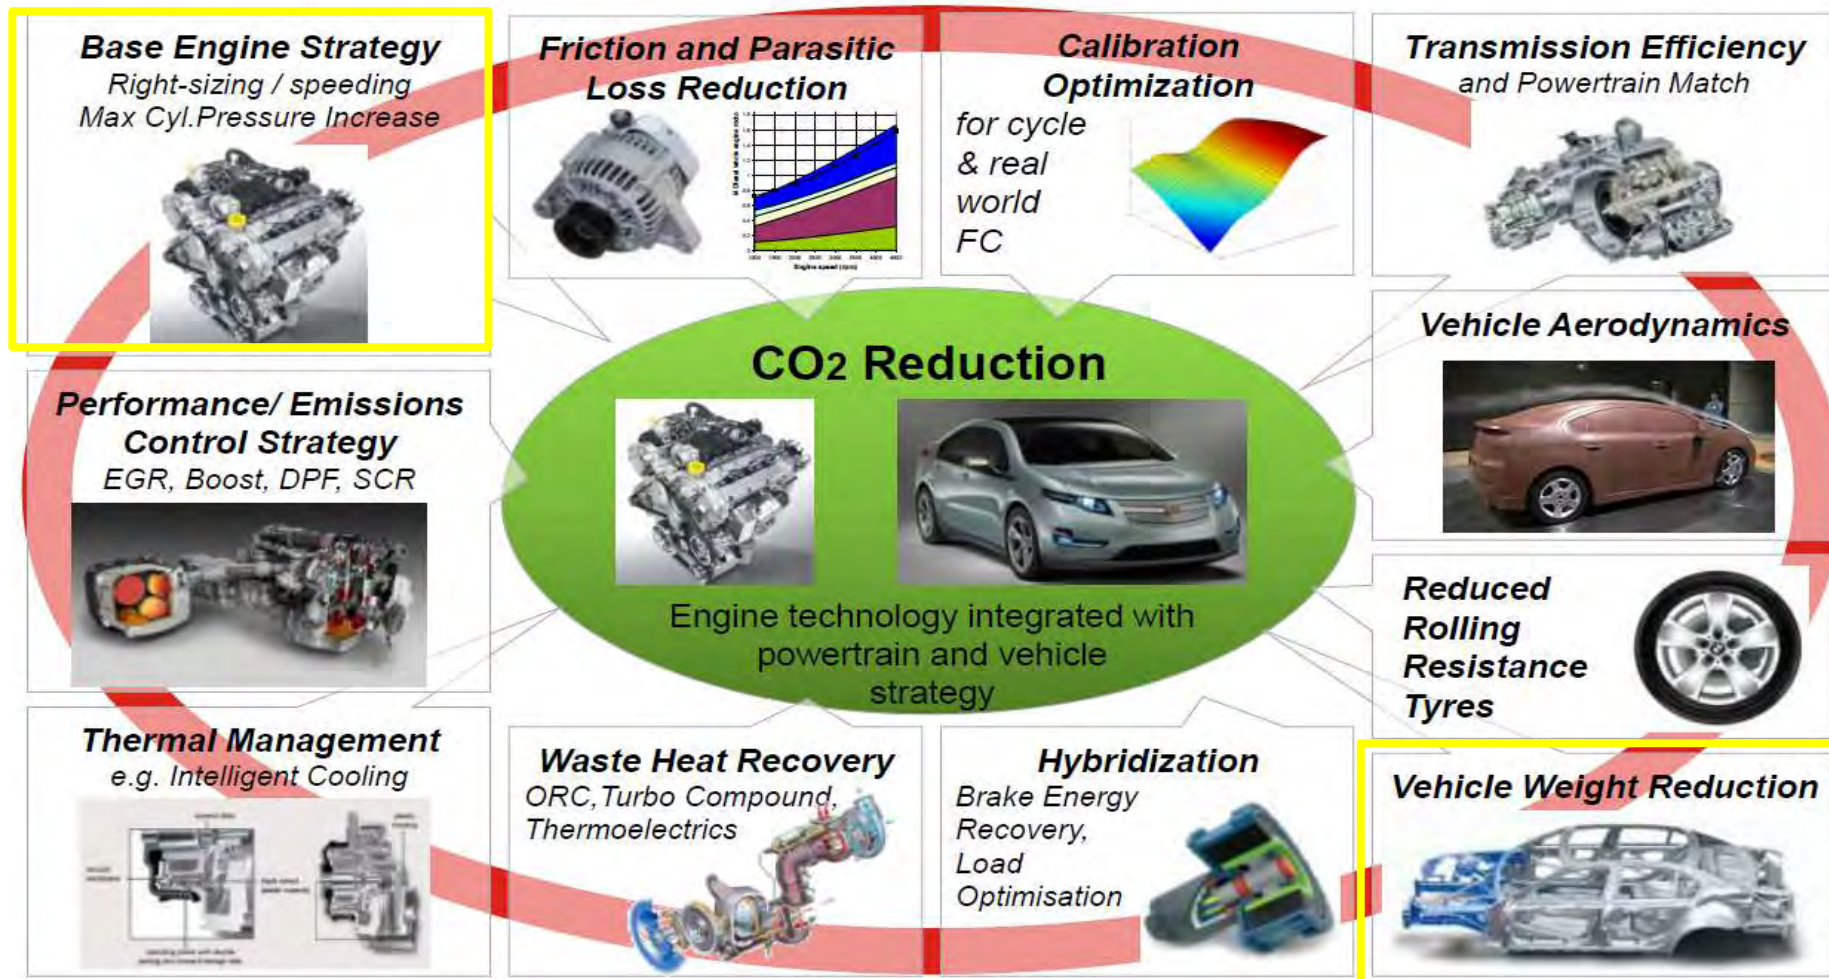 Base Engine Strategy
Right-sizing / speeding
Max Cyl.Pressure Increase
Friction and Parasitic
Loss Reduction
Engine speed (rpm)
Calibration
Optimization
for cycle
& real
world
FC
Transmission Efficiency
and Powertrain Match
Performance/ Emissions
Control Strategy
EGR, Boost, DPF, SCR
CO2 Reduction
Engine technology integrated with
powertrain and vehicle
strategy
Vehicle Aerodynamics
Reduced
Rolling
Resistance
Tyres
Thermal Management
e.g. Intelligent Cooling
Waste Heat Recovery
ORC,Turbo Compound,
Thermoelectrics
Hybridization
Brake Energy
Recovery,
Load
Optimisation
Vehicle Weight Reduction